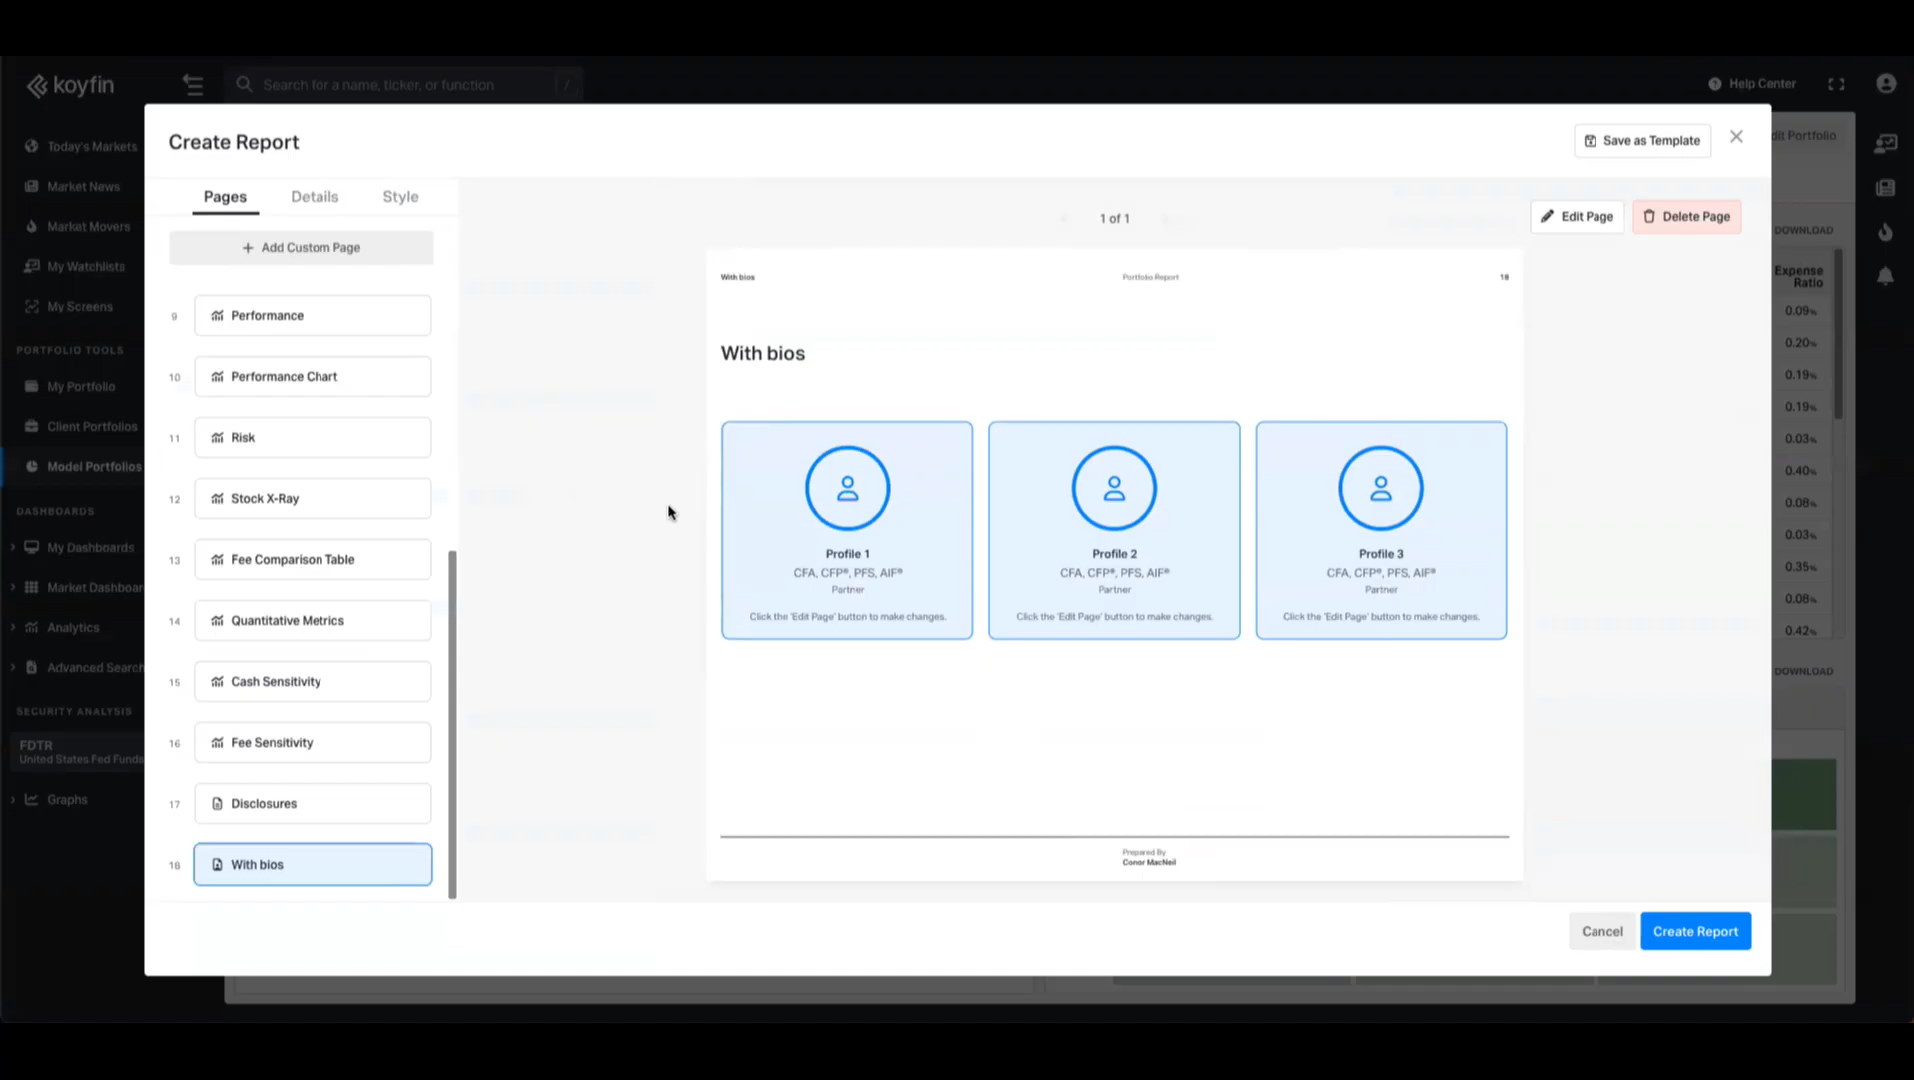 koyfin
Search for a name, ticker, or function
/
Help Center
Today's Markets
Market News
Market Movers
My Watchlists
My Screens
PORTFOLIO TOOLS
My Portfolio
Client Portfolios
Model Portfolios
DASHBOARDS
My Dashboards
Market Dashboar
Analytics
Advanced Search
SECURITY ANALYSIS
FDTR
United States Fed Funds
Graphs
Create Report
Save as Template
Pages
Details
Style
+ Add Custom Page
9 Performance
10 Performance Chart
11 Risk
12 Stock X-Ray
13 Fee Comparison Table
14 Quantitative Metrics
15 Cash Sensitivity
16 Fee Sensitivity
17 Disclosures
18 With bios
1 of 1
Edit Page
Delete Page
With bios
Portfolio Report
18
With bios
Profile 1
CFA, CFP®, PFS, AIF®
Partner
Click the 'Edit Page' button to make changes.
Profile 2
CFA, CFP®, PFS, AIF®
Partner
Click the 'Edit Page' button to make changes.
Profile 3
CFA, CFP®, PFS, AIF®
Partner
Click the 'Edit Page' button to make changes.
Prepared By
Conor MacNeil
Cancel
Create Report
dit Portfolio
DOWNLOAD
Expense
Ratio
0.09%
0.20%
0.19%
0.19%
0.03%
0.40%
0.08%
0.03%
0.35%
0.08%
0.42%
DOWNLOAD